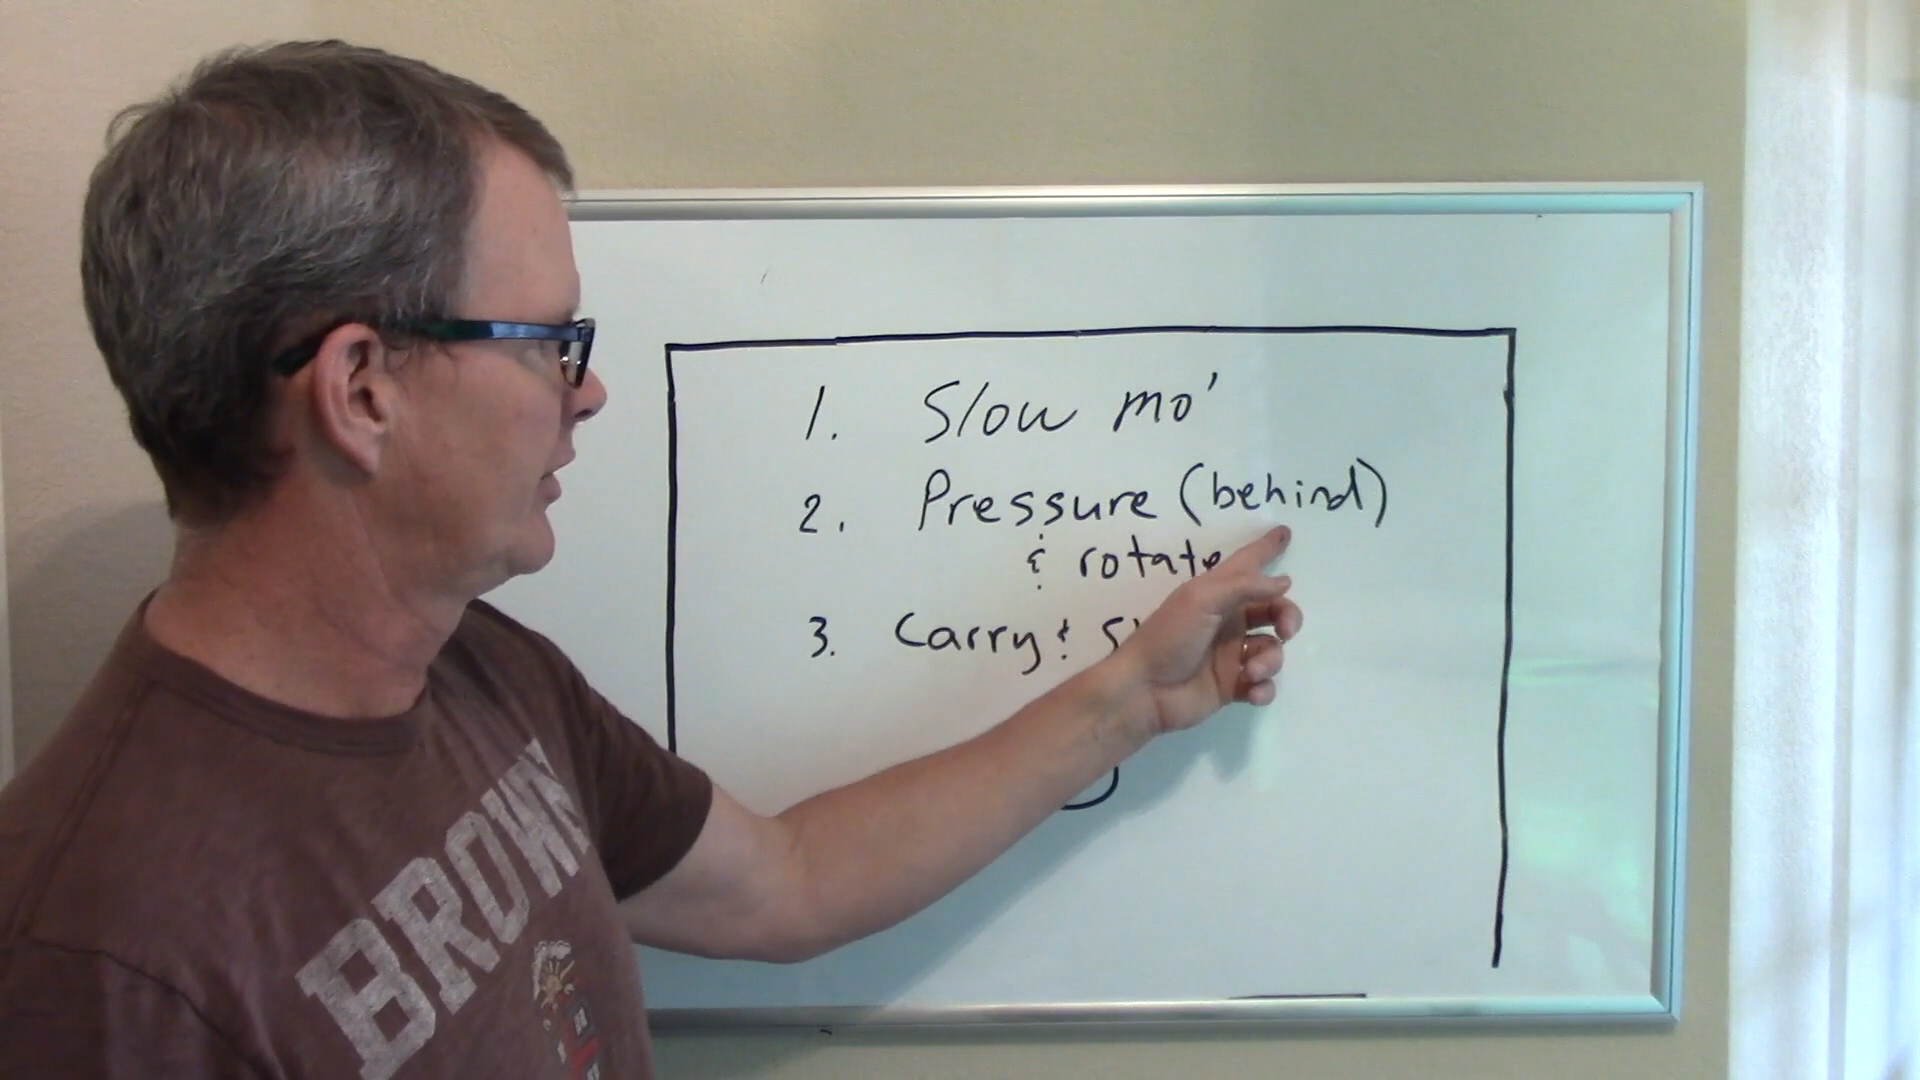 1. Slow mo'
2. Pressure (behind)
& rotate
3. Carry &
BROWN